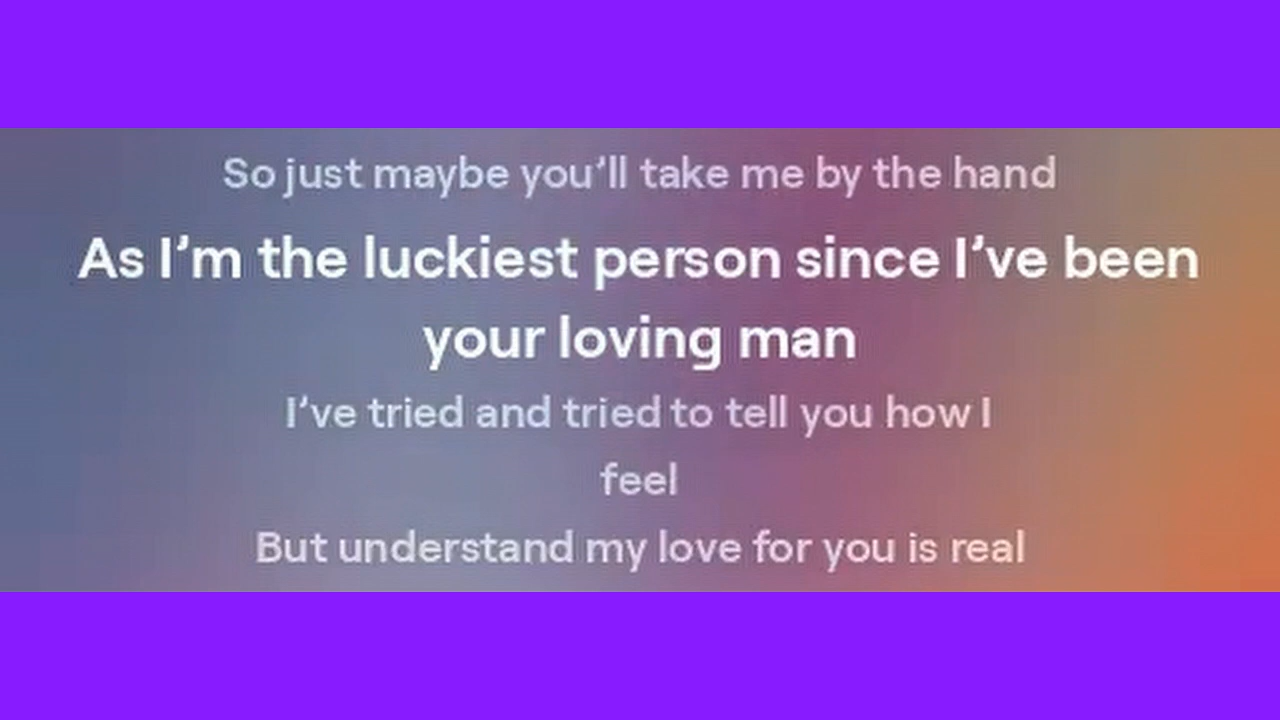 So just maybe you’ll take me by the hand
As I’m the luckiest person since I’ve been
your loving man
I’ve tried and tried to tell you how I
feel
But understand my love for you is real